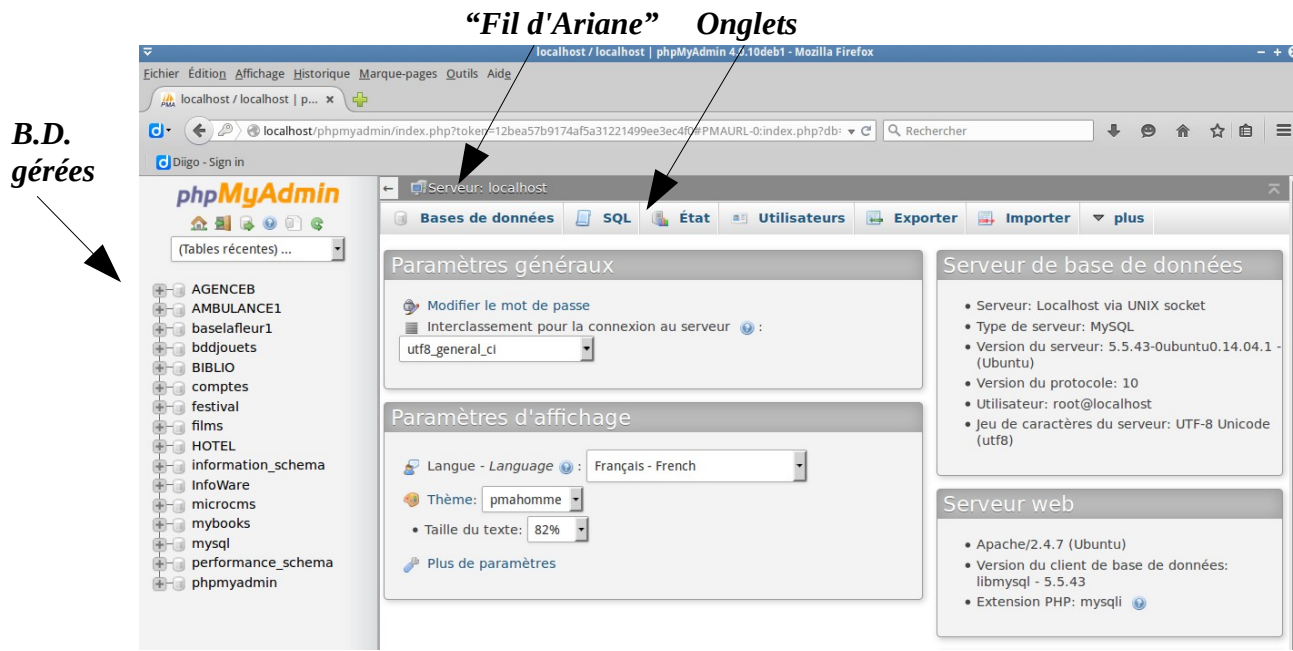 “Fil d'Ariane” Onglets
B.D.
gérées
localhost / localhost | phpMyAdmin 4.0.10deb1 - Mozilla Firefox
Fichier Édition Affichage Historique Marque-pages Outils Aide
localhost / localhost | p...
localhost/phpmyadmin/index.php?token=12bea57b9174af5a31221499ee3ec4f0#PMAURL-0:index.php?db= Rechercher
Diigo - Sign in
phpMyAdmin
(Tables récentes) ...
AGENCEB
AMBULANCE1
baselafleur1
bddjouets
BIBLIO
comptes
festival
films
HOTEL
information_schema
InfoWare
microcms
mybooks
mysql
performance_schema
phpmyadmin
Serveur: localhost
Bases de données SQL État Utilisateurs Exporter Importer plus
Paramètres généraux
Modifier le mot de passe
Interclassement pour la connexion au serveur :
utf8_general_ci
Paramètres d'affichage
Langue - Language : Français - French
Thème: pmahomme
• Taille du texte: 82%
Plus de paramètres
Serveur de base de données
• Serveur: Localhost via UNIX socket
• Type de serveur: MySQL
• Version du serveur: 5.5.43-0ubuntu0.14.04.1 -
(Ubuntu)
• Version du protocole: 10
• Utilisateur: root@localhost
• Jeu de caractères du serveur: UTF-8 Unicode
(utf8)
Serveur web
• Apache/2.4.7 (Ubuntu)
• Version du client de base de données:
libmysql - 5.5.43
• Extension PHP: mysqli